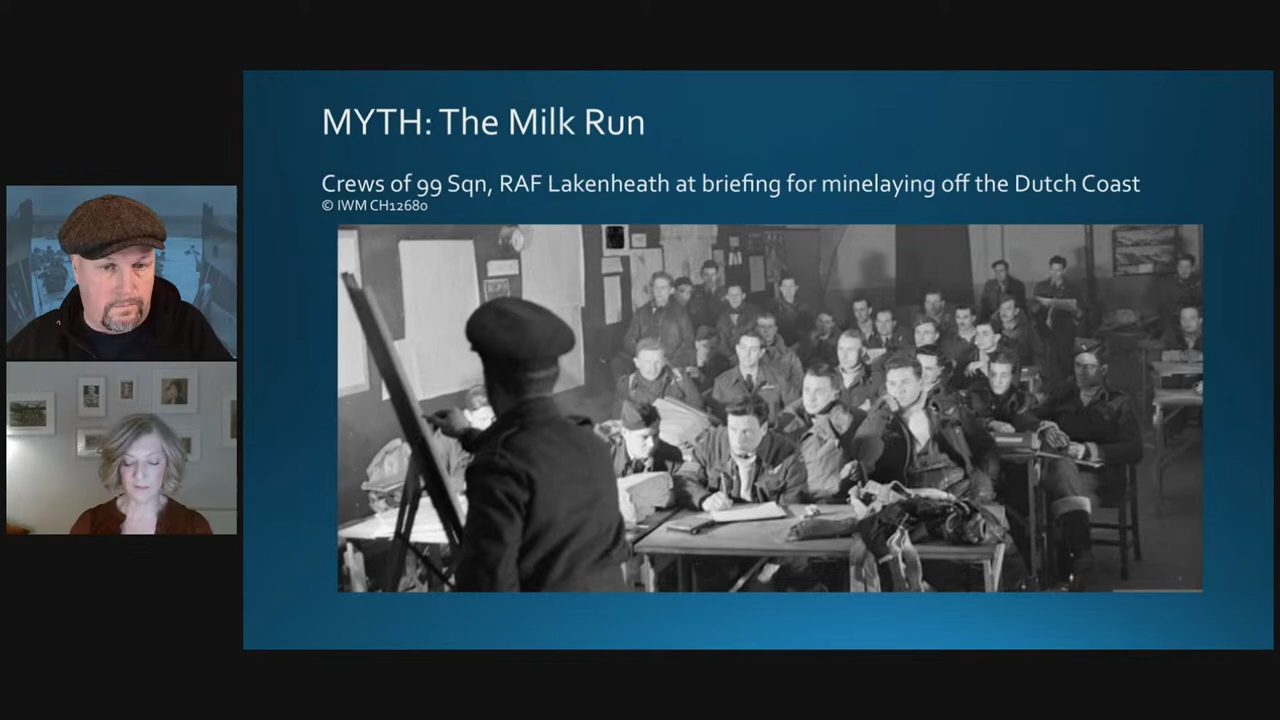 MYTH: The Milk Run
Crews of 99 Sqn, RAF Lakenheath at briefing for minelaying off the Dutch Coast
© IWM CH12680